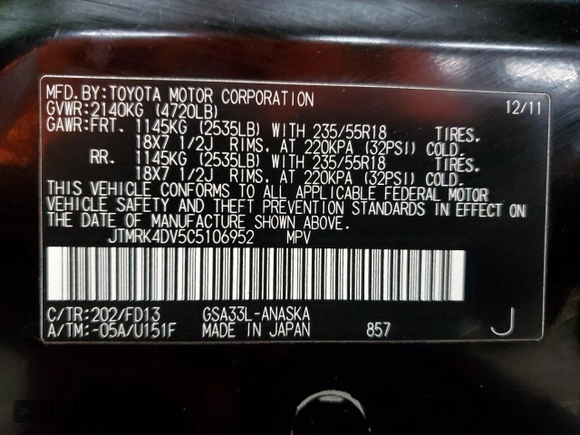 MFD.BY:TOYOTA MOTOR CORPORATION 12/11
GVWR:2140KG (4720LB)
GAWR:FRT. 1145KG (2535LB) WITH 235/55R18 TIRES.
18X7 1/2J RIMS. AT 220KPA (32PSI) COLD.
RR. 1145KG (2535LB) WITH 235/55R18 TIRES.
18X7 1/2J RIMS. AT 220KPA (32PSI) COLD.
THIS VEHICLE CONFORMS TO ALL APPLICABLE FEDERAL MOTOR
VEHICLE SAFETY AND THEFT PREVENTION STANDARDS IN EFFECT ON
THE DATE OF MANUFACTURE SHOWN ABOVE.
JTMRK4DV5C5106952 MPV
C/TR:202/FD13 GSA33L-ANASKA
A/TM:-05A/U151F MADE IN JAPAN 857 J